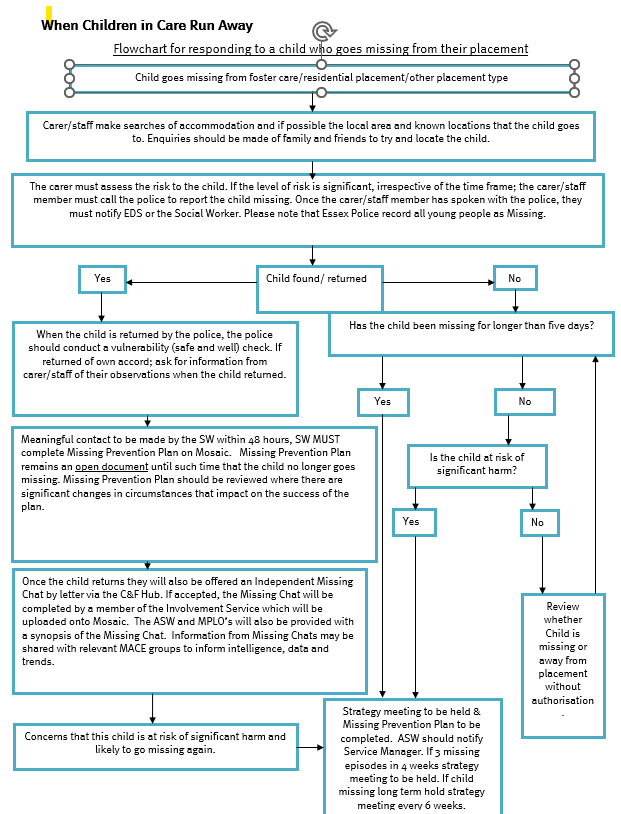 When Children in Care Run Away
Flowchart for responding to a child who goes missing from their placement
Child goes missing from foster care/residential placement/other placement type
Carer/staff make searches of accommodation and if possible the local area and known locations that the child goes
to. Enquiries should be made of family and friends to try and locate the child.
The carer must assess the risk to the child. If the level of risk is significant, irrespective of the time frame; the carer/staff
member must call the police to report the child missing. Once the carer/staff member has spoken with the police, they
must notify EDS or the Social Worker. Please note that Essex Police record all young people as Missing.
Yes
Child found/ returned
No
When the child is returned by the police, the police
should conduct a vulnerability (safe and well) check. If
returned of own accord; ask for information from
carer/staff of their observations when the child returned.
Has the child been missing for longer than five days?
Yes
No
Meaningful contact to be made by the SW within 48 hours, SW MUST
complete Missing Prevention Plan on Mosaic. Missing Prevention Plan
remains an open document until such time that the child no longer goes
missing. Missing Prevention Plan should be reviewed where there are
significant changes in circumstances that impact on the success of the
plan.
Is the child at risk of
significant harm?
Yes
No
Once the child returns they will also be offered an Independent Missing
Chat by letter via the C&F Hub. If accepted, the Missing Chat will be
completed by a member of the Involvement Service which will be
uploaded onto Mosaic. The ASW and MPLO's will also be provided with
a synopsis of the Missing Chat. Information from Missing Chats may be
shared with relevant MACE groups to inform intelligence, data and
trends.
Review
whether
Child is
missing or
away from
placement
without
authorisation
.
Concerns that this child is at risk of significant harm and
likely to go missing again.
Strategy meeting to be held &
Missing Prevention Plan to be
completed. ASW should notify
Service Manager. If 3 missing
episodes in 4 weeks strategy
meeting to be held. If child
missing long term hold strategy
meeting every 6 weeks.